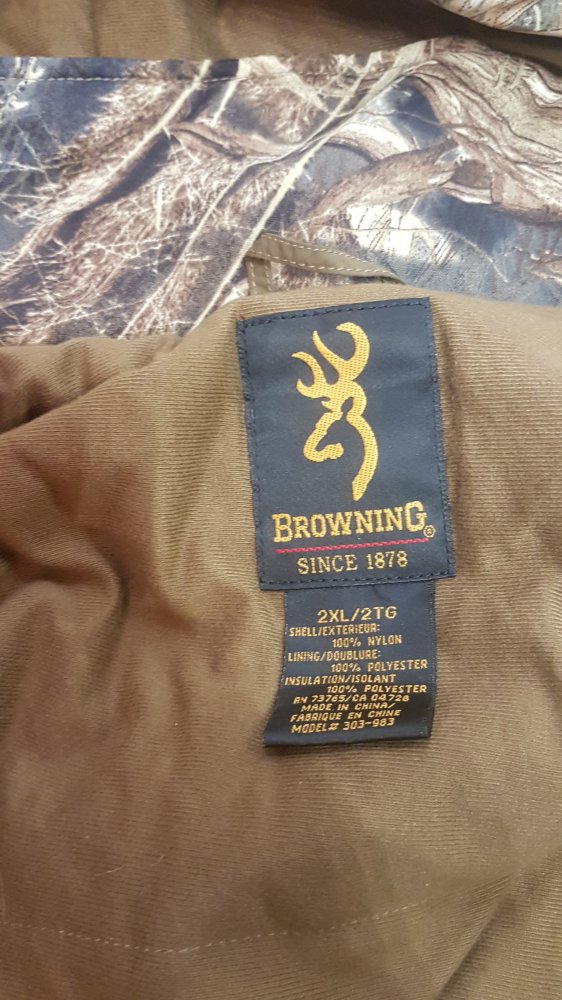 BROWNING®
SINCE 1878
2XL/2TG
SHELL/EXTERIEUR:
100% NYLON
LINING/DOUBLURE:
100% POLYESTER
INSULATION/ISOLANT
100% POLYESTER
RN 73765/CA 04728
MADE IN CHINA/
FABRIQUE EN CHINE
MODEL# 303-983